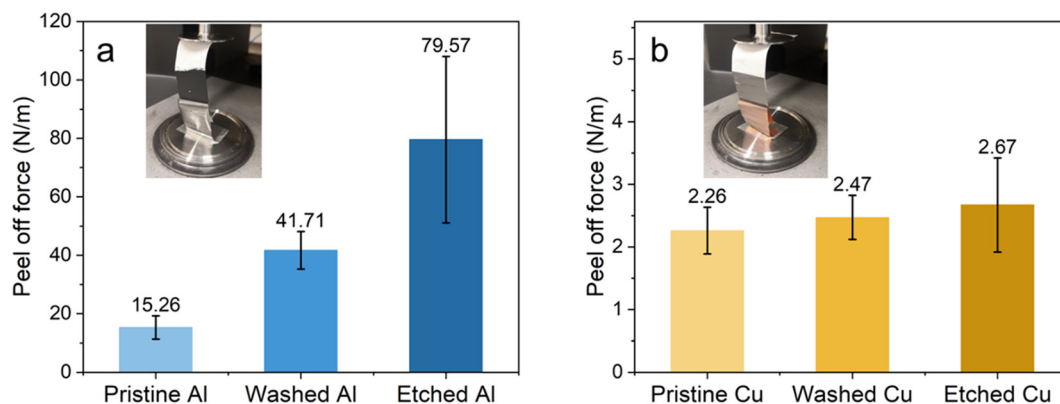 a
Peel off force (N/m)
120
100
80
60
40
20
0
15.26
41.71
79.57
Pristine Al
Washed Al
Etched Al
b
Peel off force (N/m)
5
4
3
2
1
0
2.26
2.47
2.67
Pristine Cu
Washed Cu
Etched Cu